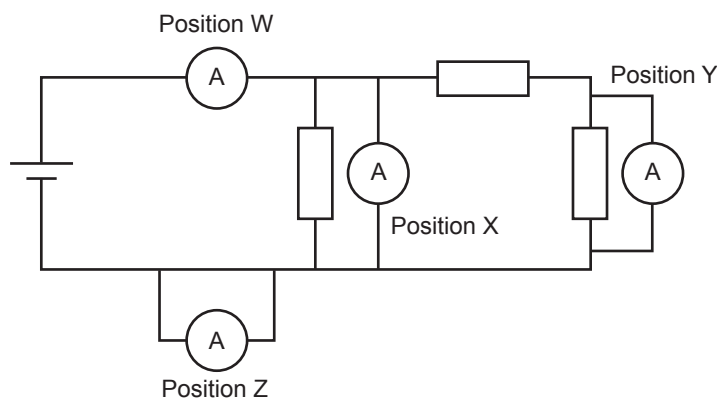 Position W
A
Position Y
A
A
Position X
A
Position Z